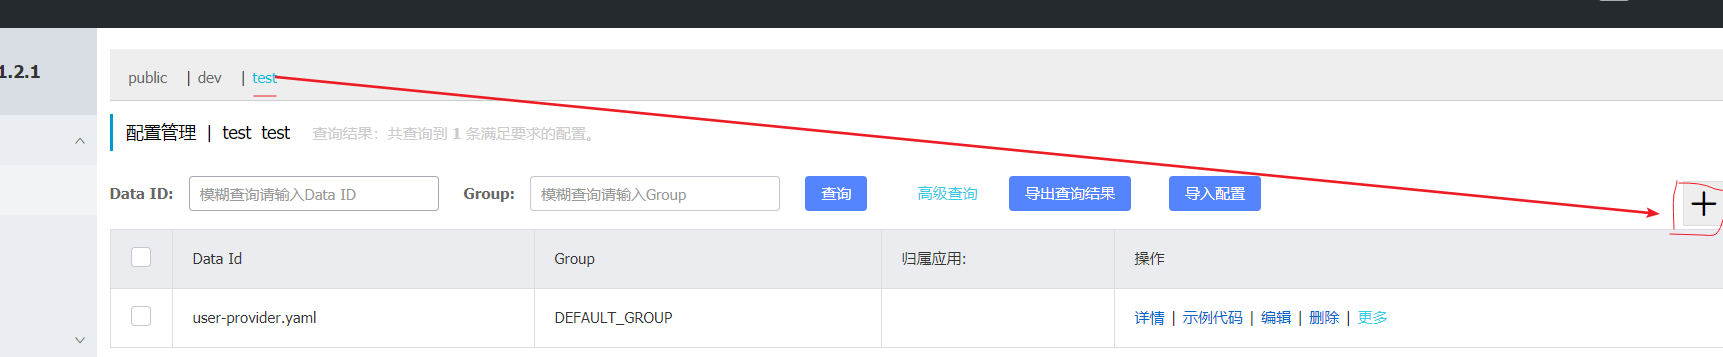 1.2.1
public | dev | test
配置管理 | test test 查询结果：共查询到 1 条满足要求的配置。
Data ID: 模糊查询请输入Data ID Group: 模糊查询请输入Group 查询 高级查询 导出查询结果 导入配置 +
Data Id Group 归属应用: 操作
user-provider.yaml DEFAULT_GROUP 详情 | 示例代码 | 编辑 | 删除 | 更多